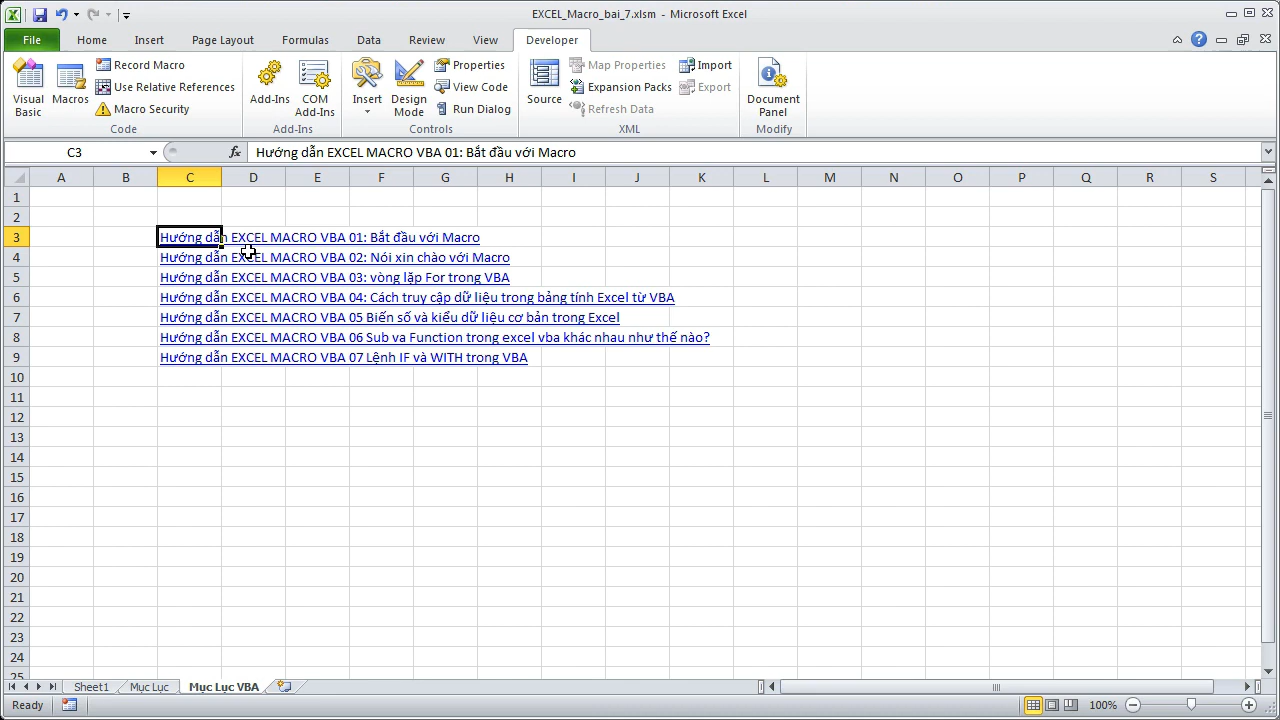 EXCEL_Macro_bai_7.xlsm - Microsoft Excel
File Home Insert Page Layout Formulas Data Review View Developer
Visual Basic Macros Record Macro Use Relative References Macro Security Code
Add-Ins COM Add-Ins Add-Ins
Insert Design Mode Properties View Code Run Dialog Controls
Source Map Properties Expansion Packs Refresh Data Import Export XML
Document Panel Modify
C3 fx Hướng dẫn EXCEL MACRO VBA 01: Bắt đầu với Macro
A B C D E F G H I J K L M N O P Q R S
1
2
3 Hướng dẫn EXCEL MACRO VBA 01: Bắt đầu với Macro
4 Hướng dẫn EXCEL MACRO VBA 02: Nói xin chào với Macro
5 Hướng dẫn EXCEL MACRO VBA 03: vòng lặp For trong VBA
6 Hướng dẫn EXCEL MACRO VBA 04: Cách truy cập dữ liệu trong bảng tính Excel từ VBA
7 Hướng dẫn EXCEL MACRO VBA 05 Biến số và kiểu dữ liệu cơ bản trong Excel
8 Hướng dẫn EXCEL MACRO VBA 06 Sub va Function trong excel vba khác nhau như thế nào?
9 Hướng dẫn EXCEL MACRO VBA 07 Lệnh IF và WITH trong VBA
10
11
12
13
14
15
16
17
18
19
20
21
22
23
24
25
Sheet1 Mục Lục Mục Lục VBA
Ready 100%